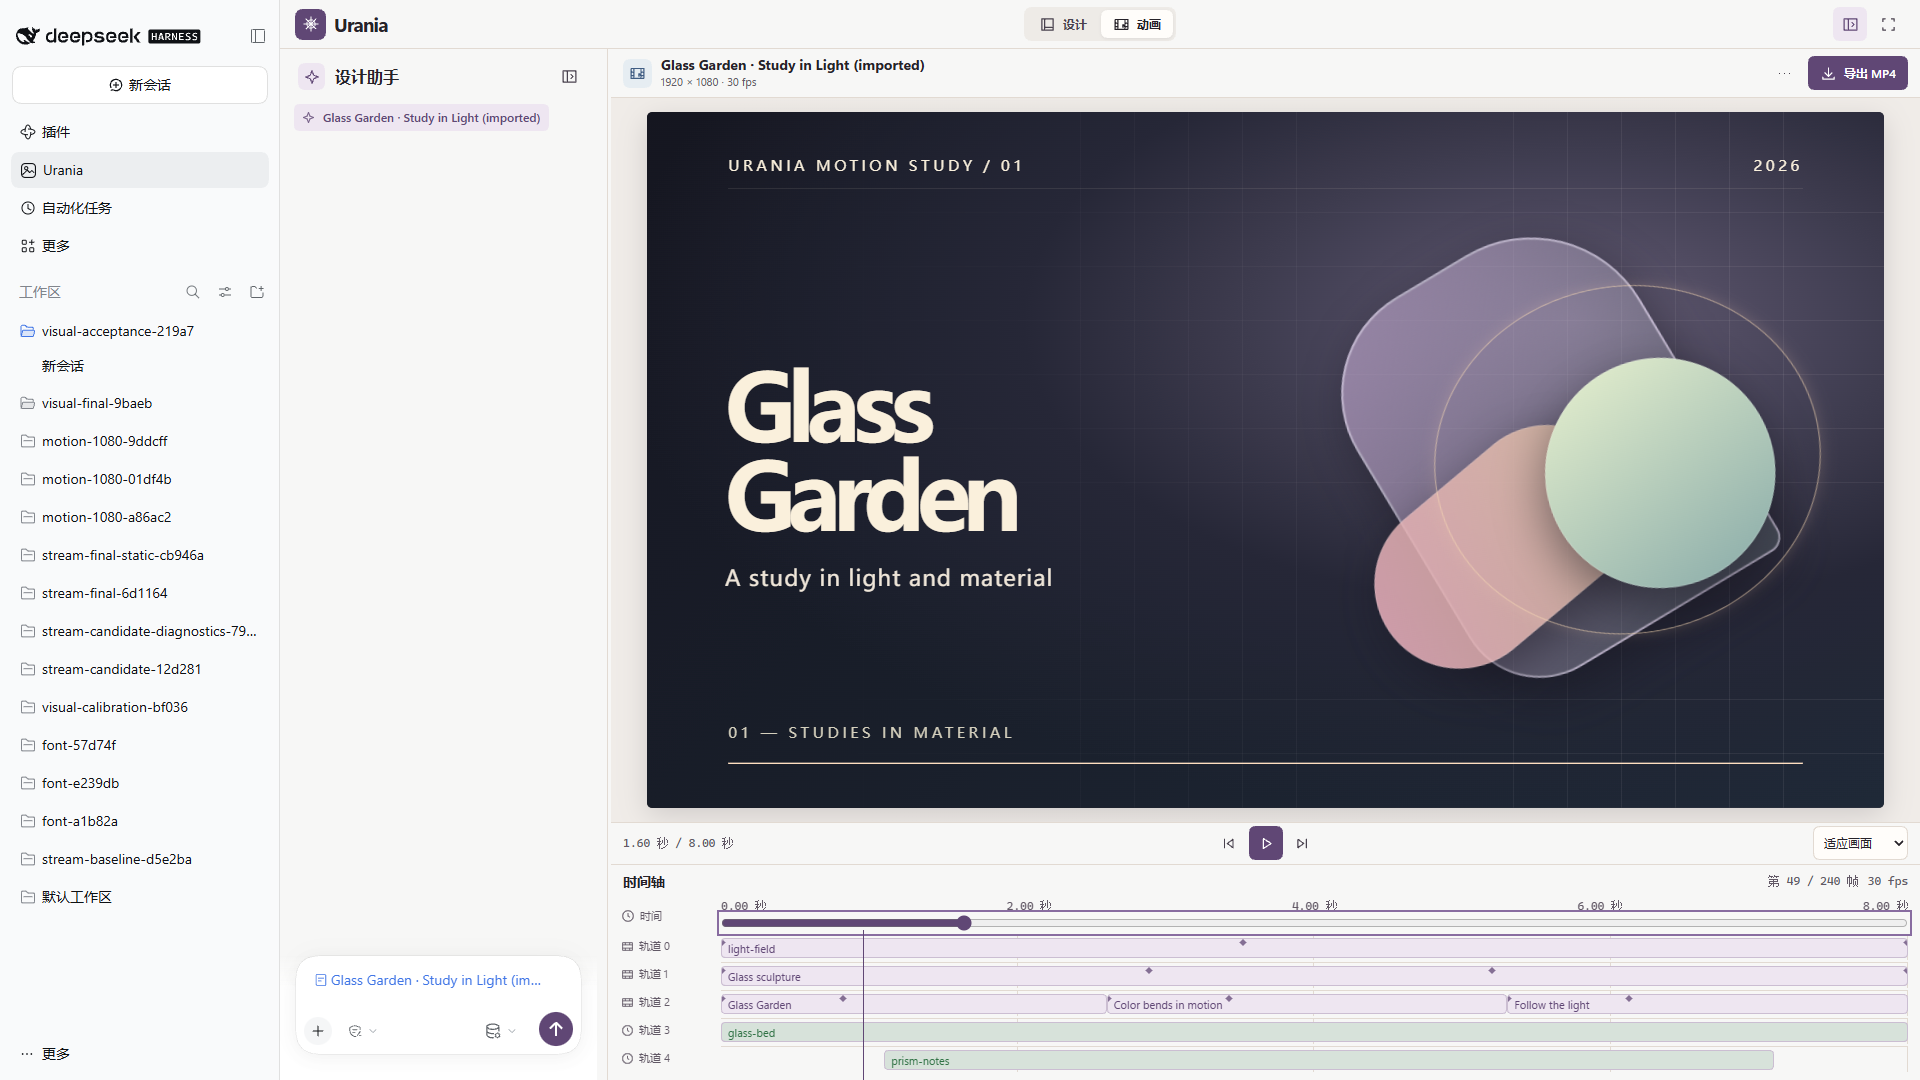 deepseek HARNESS
新会话
插件
Urania
自动化任务
更多
工作区
visual-acceptance-219a7
新会话
visual-final-9baeb
motion-1080-9ddcff
motion-1080-01df4b
motion-1080-a86ac2
stream-final-static-cb946a
stream-final-6d1164
stream-candidate-diagnostics-79...
stream-candidate-12d281
visual-calibration-bf036
font-57d74f
font-e239db
font-a1b82a
stream-baseline-d5e2ba
默认工作区
更多
Urania
设计
动画
设计助手
Glass Garden · Study in Light (imported)
Glass Garden · Study in Light (im...
Glass Garden · Study in Light (imported)
1920 × 1080 · 30 fps
导出 MP4
URANIA MOTION STUDY / 01
2026
Glass
Garden
A study in light and material
01 — STUDIES IN MATERIAL
1.60 秒 / 8.00 秒
适应画面
时间轴
第 49 / 240 帧 30 fps
时间
0.00 秒
2.00 秒
4.00 秒
6.00 秒
8.00 秒
轨道 0
light-field
轨道 1
Glass sculpture
轨道 2
Glass Garden
Color bends in motion
Follow the light
轨道 3
glass-bed
轨道 4
prism-notes